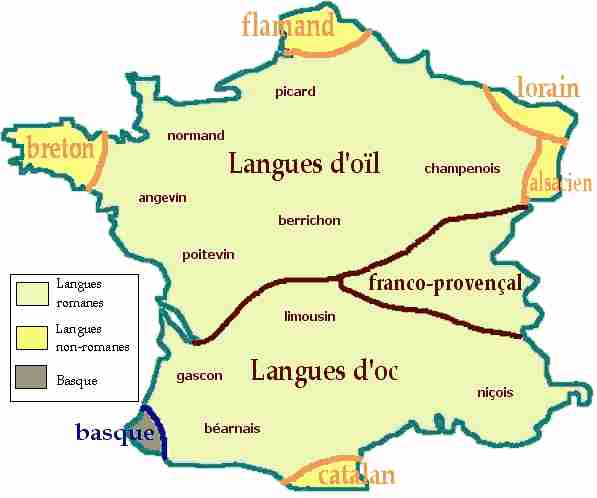 flamand
picard
lorain
normand
breton
Langues d'oïl
champenois
alsacien
angevin
berrichon
poitevin
franco-provençal
Langues
romanes
Langues
non-romanes
Basque
limousin
gascon
Langues d'oc
niçois
basque
béarnais
catalan